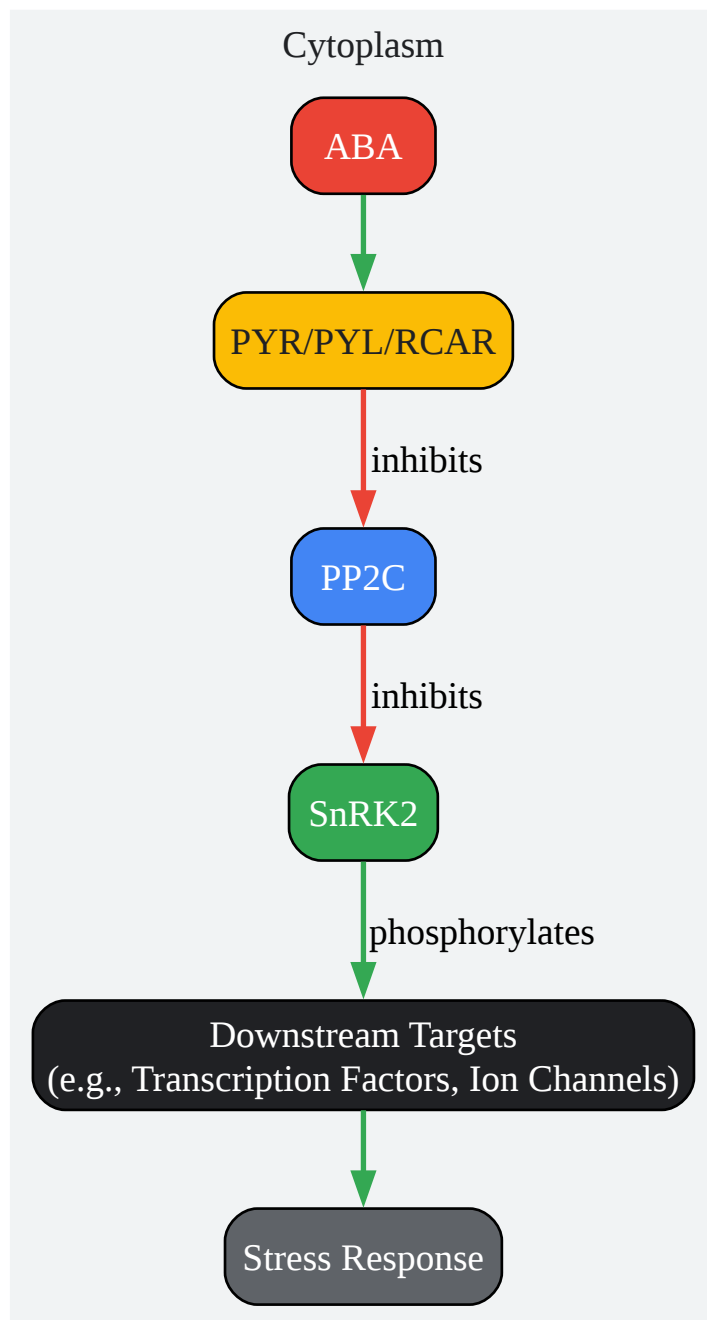 Cytoplasm
ABA
PYR/PYL/RCAR
inhibits
PP2C
inhibits
SnRK2
phosphorylates
Downstream Targets
(e.g., Transcription Factors, Ion Channels)
Stress Response